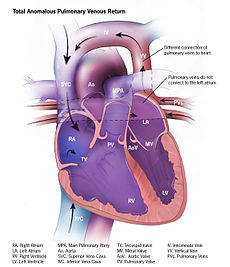 Total Anomalous Pulmonary Venous Return
IV
Different connection of
pulmonary veins to heart
VV
SVC
Ao
MPA
Pulmonary veins do not
connect to the left atrium
PVs
LA
RA
PV
AoV
MV
TV
RV
LV
IVC
RA. Right Atrium
LA. Left Atrium
RV. Right Ventricle
LV. Left Ventricle
MPA. Main Pulmonary Artery
Ao. Aorta
SVC. Superior Vena Cava
IVC. Inferior Vena Cava
TV. Tricuspid Valve
MV. Mitral Valve
AoV. Aortic Valve
PV. Pulmonary Valve
IV. Innominate Vein
VV. Vertical Vein
PVs. Pulmonary Veins